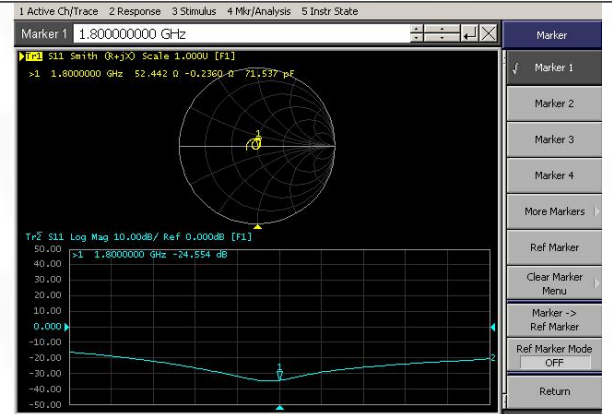 1 Active Ch/Trace 2 Response 3 Stimulus 4 Mkr/Analysis 5 Instr State
Marker 1 1.800000000 GHz
Tr1 S11 Smith (R+jX) Scale 1.000U [F1]
>1 1.8000000 GHz 52.442 Ω -0.2360 Ω 71.537 pF
1
Tr2 S11 Log Mag 10.00dB/ Ref 0.000dB [F1]
50.00
>1 1.8000000 GHz -24.554 dB
40.00
30.00
20.00
10.00
0.000
-10.00
-20.00
2
-30.00
1
-40.00
-50.00
Marker
√ Marker 1
Marker 2
Marker 3
Marker 4
More Markers
Ref Marker
Clear Marker
Menu
Marker ->
Ref Marker
Ref Marker Mode
OFF
Return